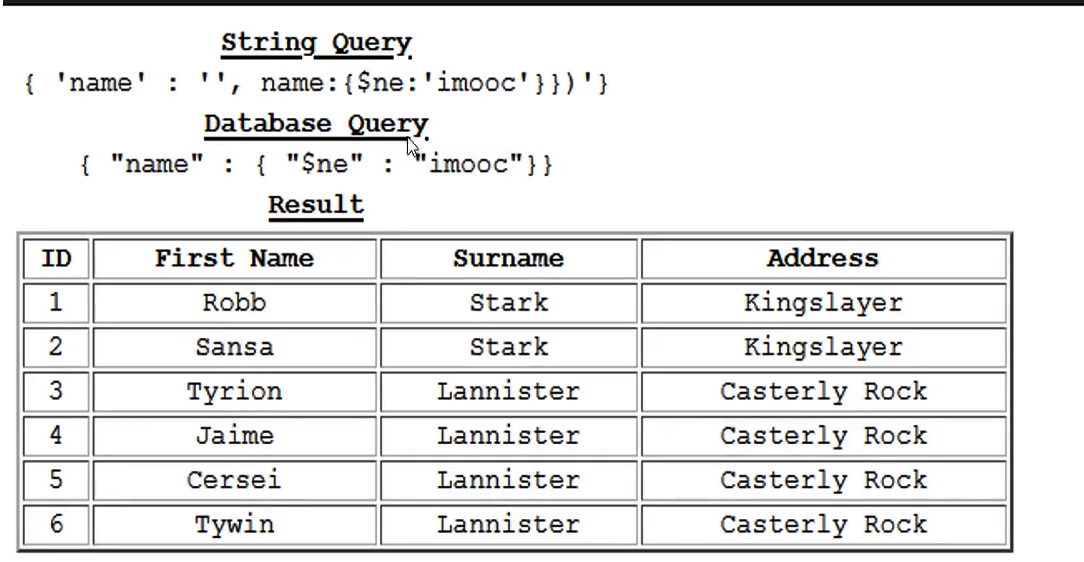 String Query
{ 'name' : '', name:{$ne:'imooc'}})'}
Database Query
{ "name" : { "$ne" : "imooc"}}
Result
ID First Name Surname Address
1 Robb Stark Kingslayer
2 Sansa Stark Kingslayer
3 Tyrion Lannister Casterly Rock
4 Jaime Lannister Casterly Rock
5 Cersei Lannister Casterly Rock
6 Tywin Lannister Casterly Rock